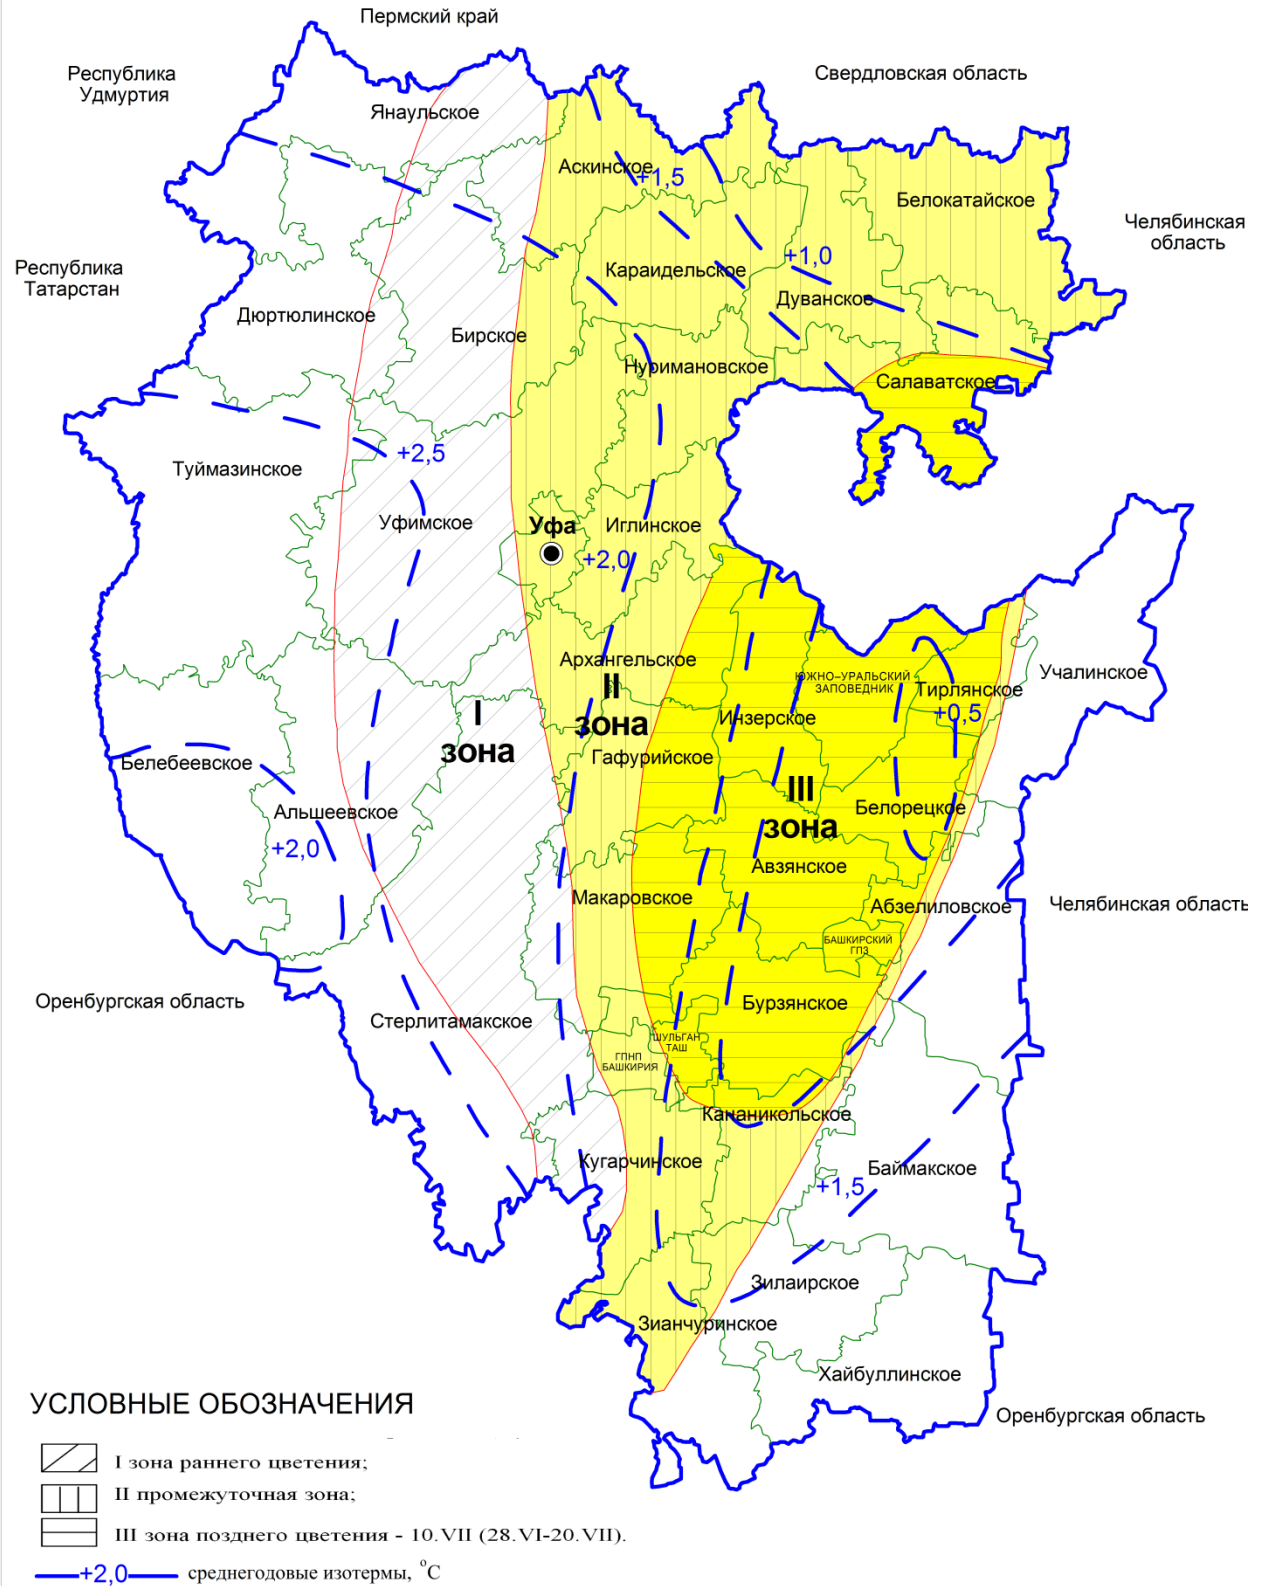 Пермский край
Республика
Удмуртия
Свердловская область
Янаульское
Аскинское
+1,5
Белокатайское
Челябинская
область
Республика
Татарстан
Караидельское
+1,0
Дуванское
Дюртюлинское
Бирское
Нуримановское
Салаватское
+2,5
Туймазинское
Уфимское
Уфа
Иглинское
+2,0
Архангельское
II
зона
ЮЖНО-УРАЛЬСКИЙ
ЗАПОВЕДНИК
Тирлянское
+0,5
Учалинское
I
зона
Инзерское
Гафурийское
Белебеевское
III
зона
Белорецкое
Альшеевское
+2,0
Авзянское
Макаровское
Абзелиловское
Челябинская область
БАШКИРСКИЙ
ГПЗ
Оренбургская область
Бурзянское
Стерлитамакское
ШУЛЬГАН
ТАШ
ГПНП
БАШКИРИЯ
Кананикольское
Кугарчинское
Баймакское
+1,5
Зилаирское
Зианчуринское
Хайбуллинское
Оренбургская область
УСЛОВНЫЕ ОБОЗНАЧЕНИЯ
I зона раннего цветения;
II промежуточная зона;
III зона позднего цветения - 10.VII (28.VI-20.VII).
+2,0 среднегодовые изотермы, °С